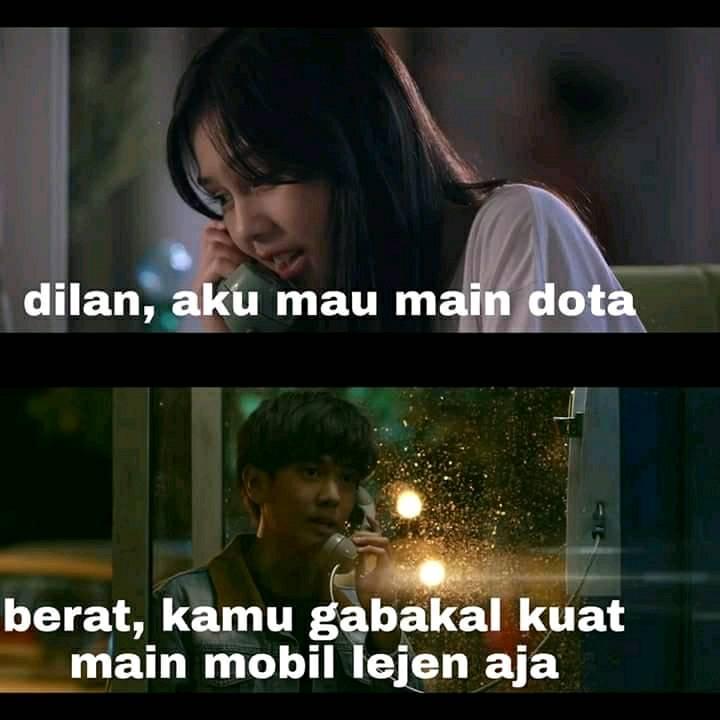 dilan, aku mau main dota
berat, kamu gabakal kuat
main mobil lejen aja